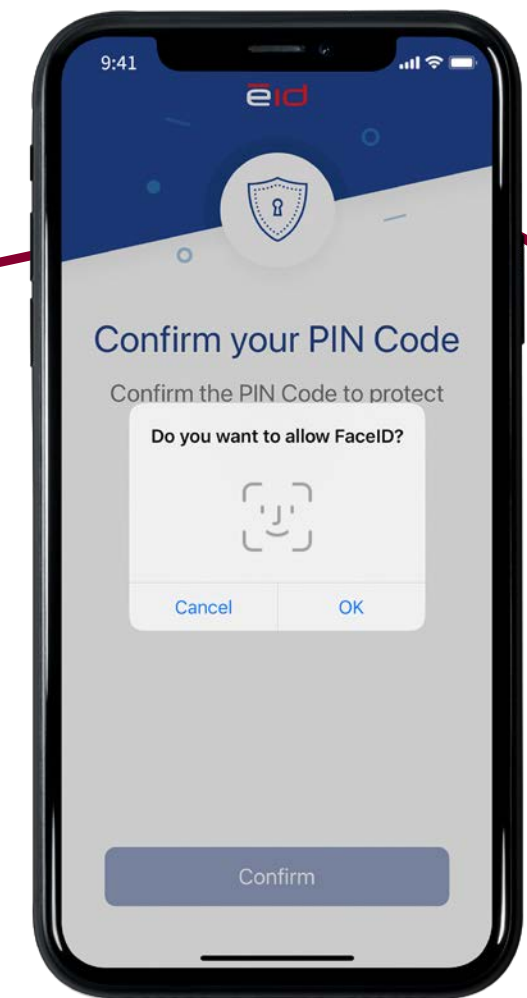 9:41
ēıd
Confirm your PIN Code
Confirm the PIN Code to protect
Do you want to allow FaceID?
Cancel
OK
Confirm